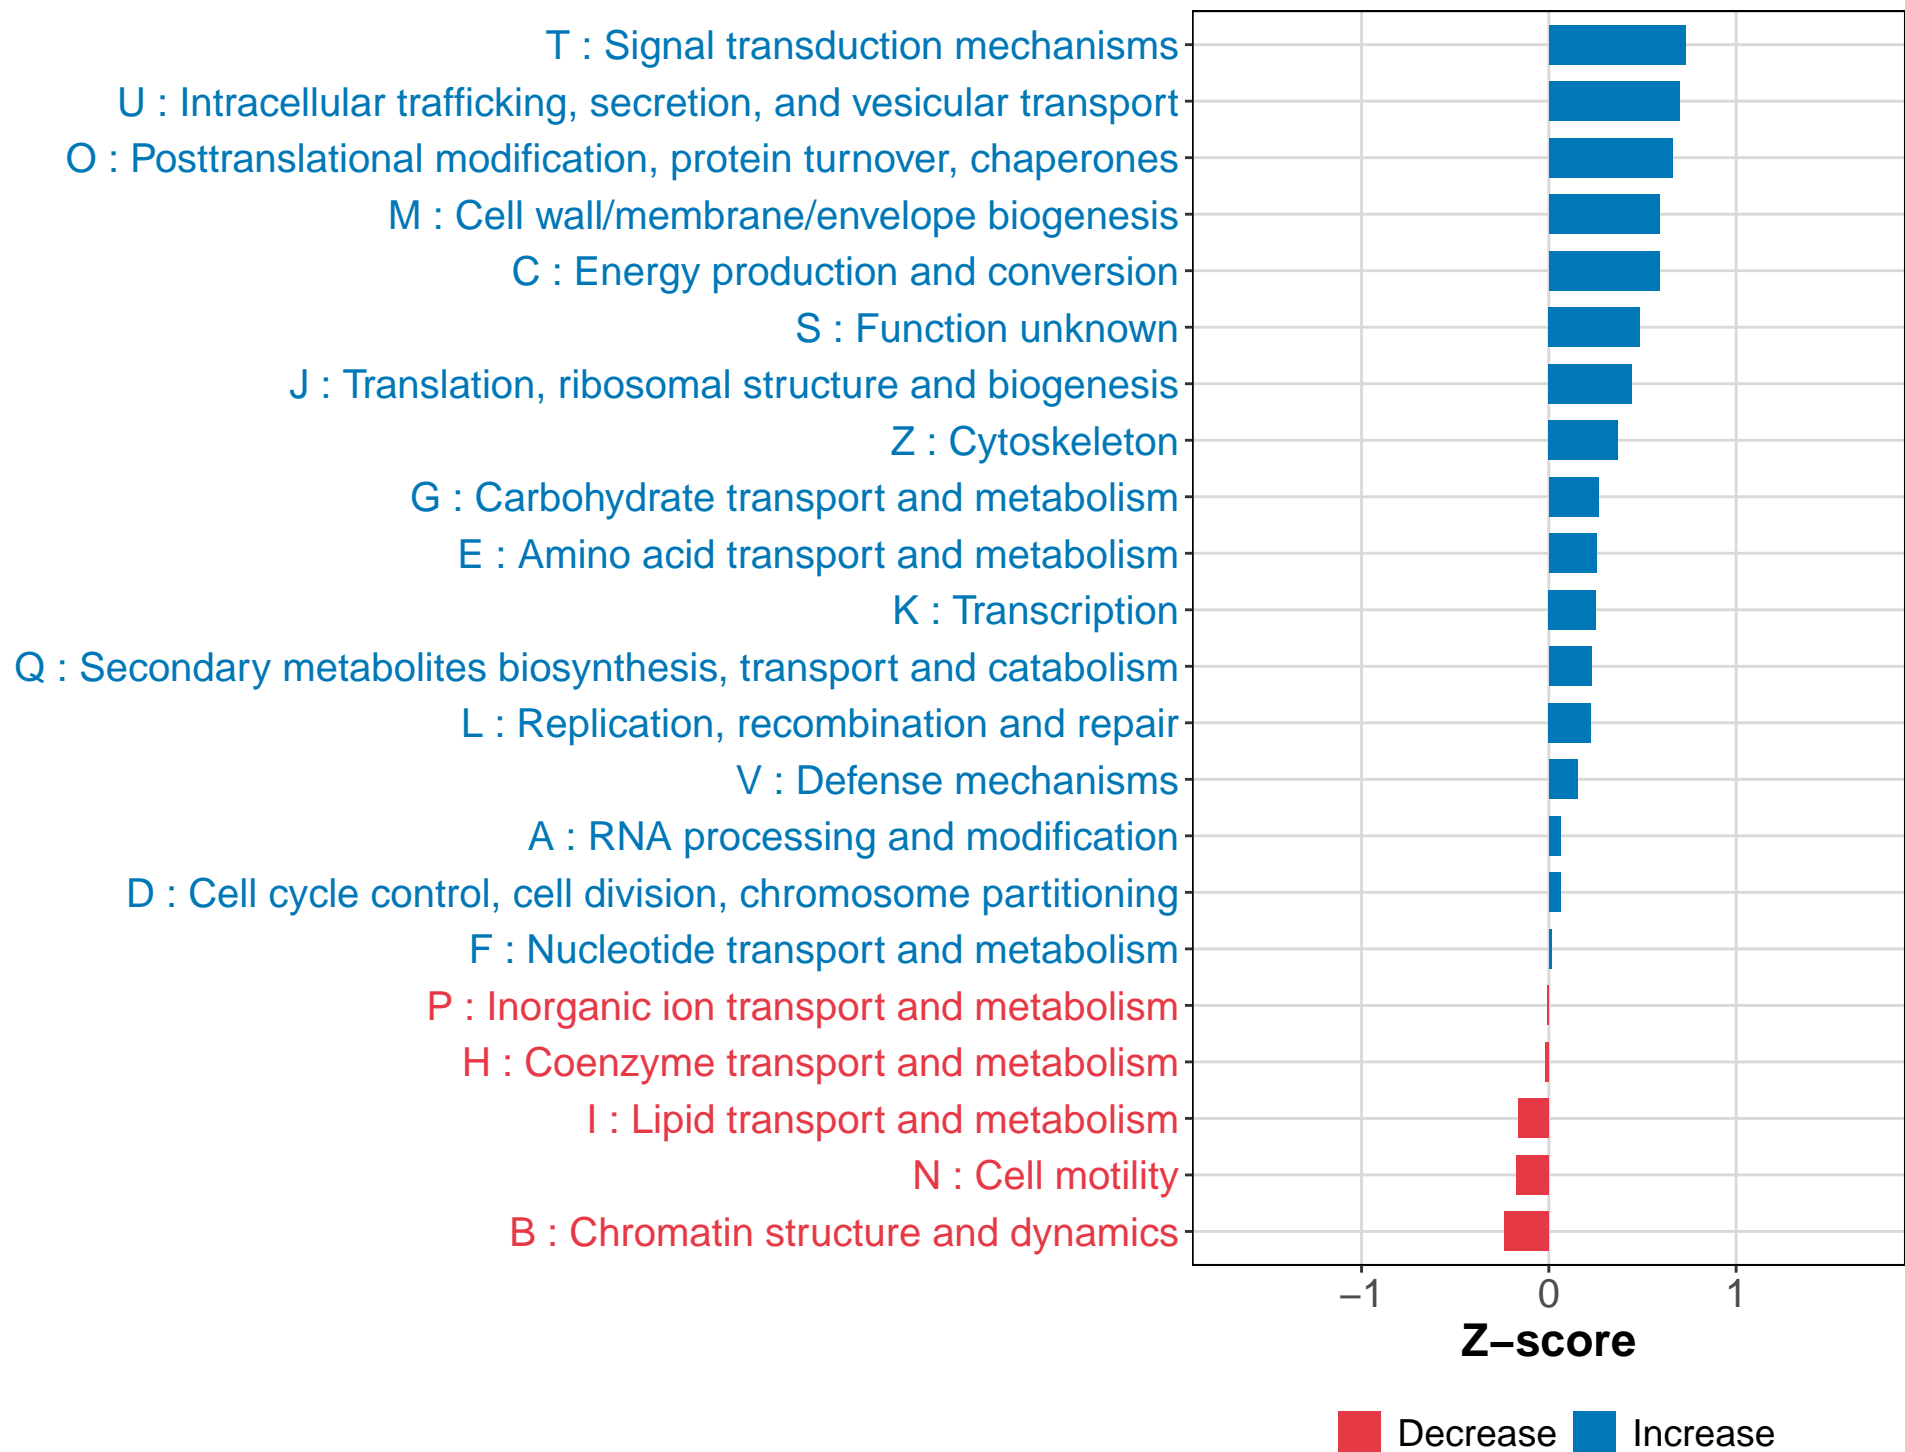 T : Signal transduction mechanisms
U : Intracellular trafficking, secretion, and vesicular transport
O : Posttranslational modification, protein turnover, chaperones
M : Cell wall/membrane/envelope biogenesis
C : Energy production and conversion
S : Function unknown
J : Translation, ribosomal structure and biogenesis
Z : Cytoskeleton
G : Carbohydrate transport and metabolism
E : Amino acid transport and metabolism
K : Transcription
Q : Secondary metabolites biosynthesis, transport and catabolism
L : Replication, recombination and repair
V : Defense mechanisms
A : RNA processing and modification
D : Cell cycle control, cell division, chromosome partitioning
F : Nucleotide transport and metabolism
P : Inorganic ion transport and metabolism
H : Coenzyme transport and metabolism
I : Lipid transport and metabolism
N : Cell motility
B : Chromatin structure and dynamics
−1 0 1
Z−score
Decrease Increase